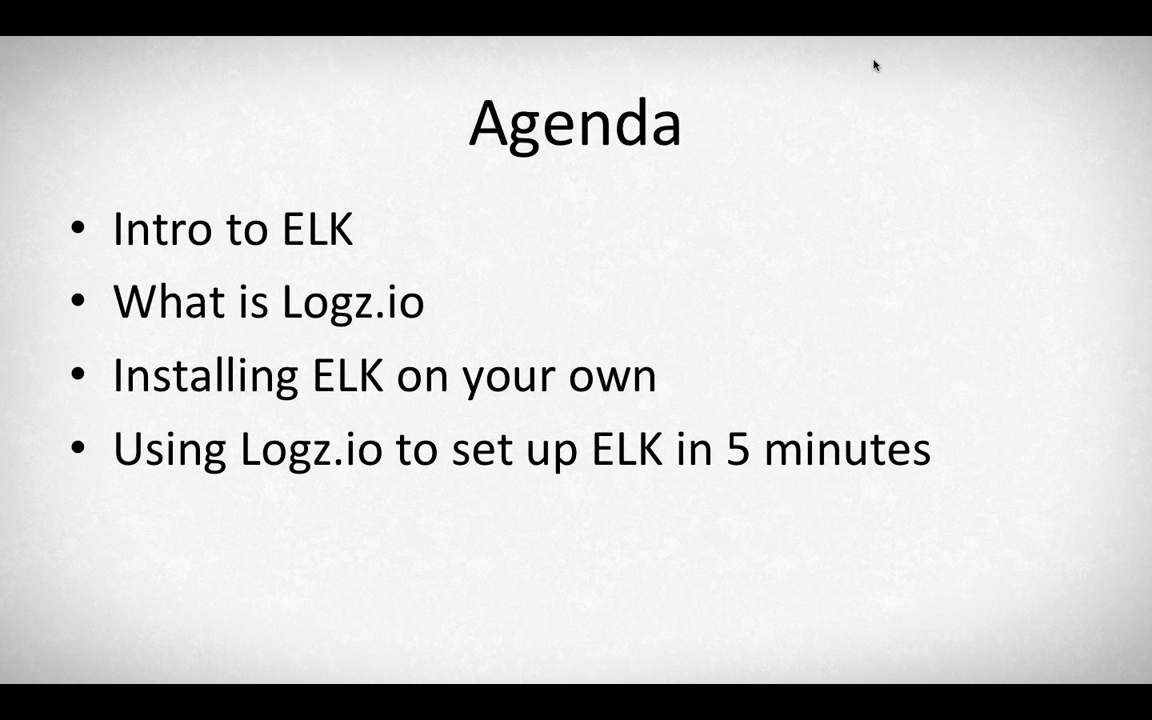 Agenda
• Intro to ELK
• What is Logz.io
• Installing ELK on your own
• Using Logz.io to set up ELK in 5 minutes